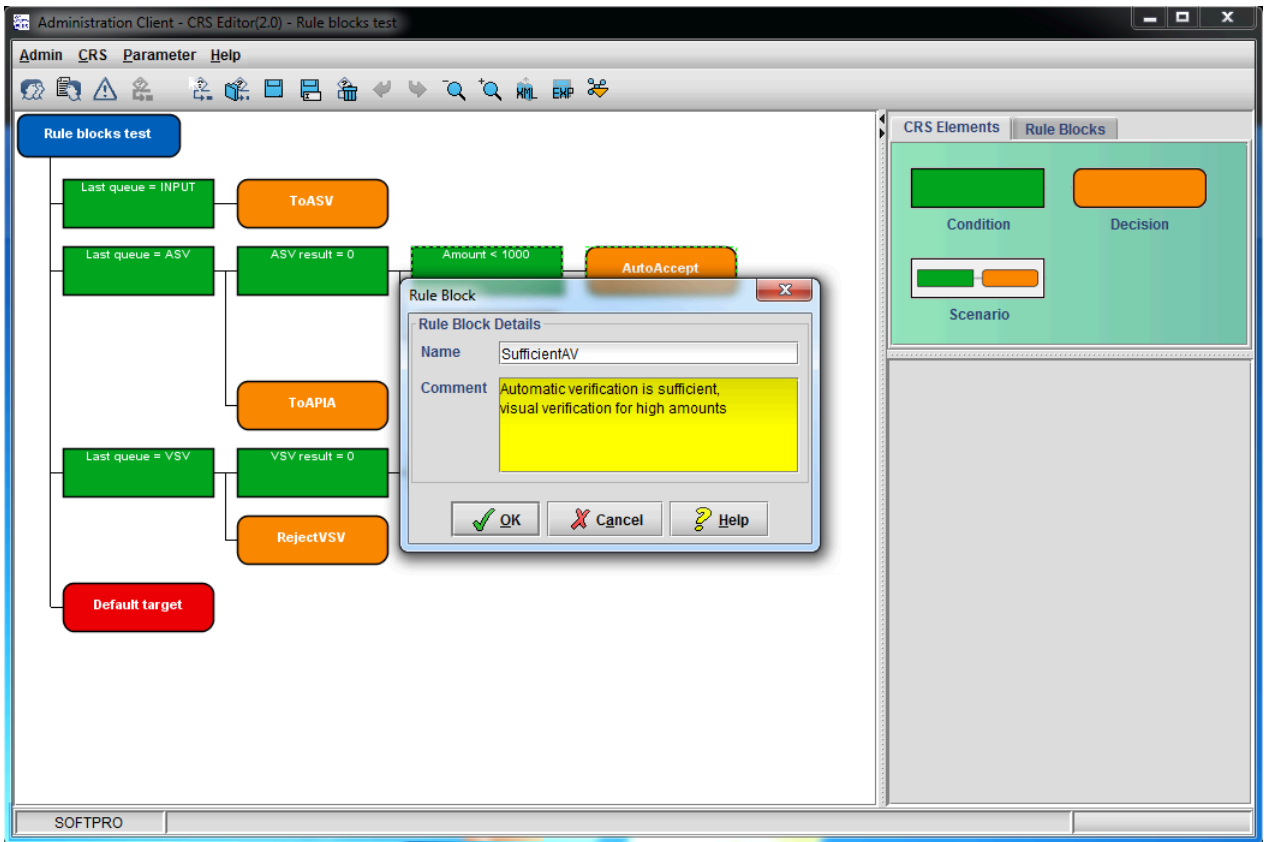 Administration Client - CRS Editor(2.0) - Rule blocks test
Admin CRS Parameter Help
XML EXP
Rule blocks test
Last queue = INPUT
ToASV
Last queue = ASV
ASV result = 0
Amount < 1000
AutoAccept
ToAPIA
Last queue = VSV
VSV result = 0
RejectVSV
Default target
Rule Block
Rule Block Details
Name
SufficientAV
Comment
Automatic verification is sufficient,
visual verification for high amounts
OK
Cancel
Help
CRS Elements
Rule Blocks
Condition
Decision
Scenario
SOFTPRO